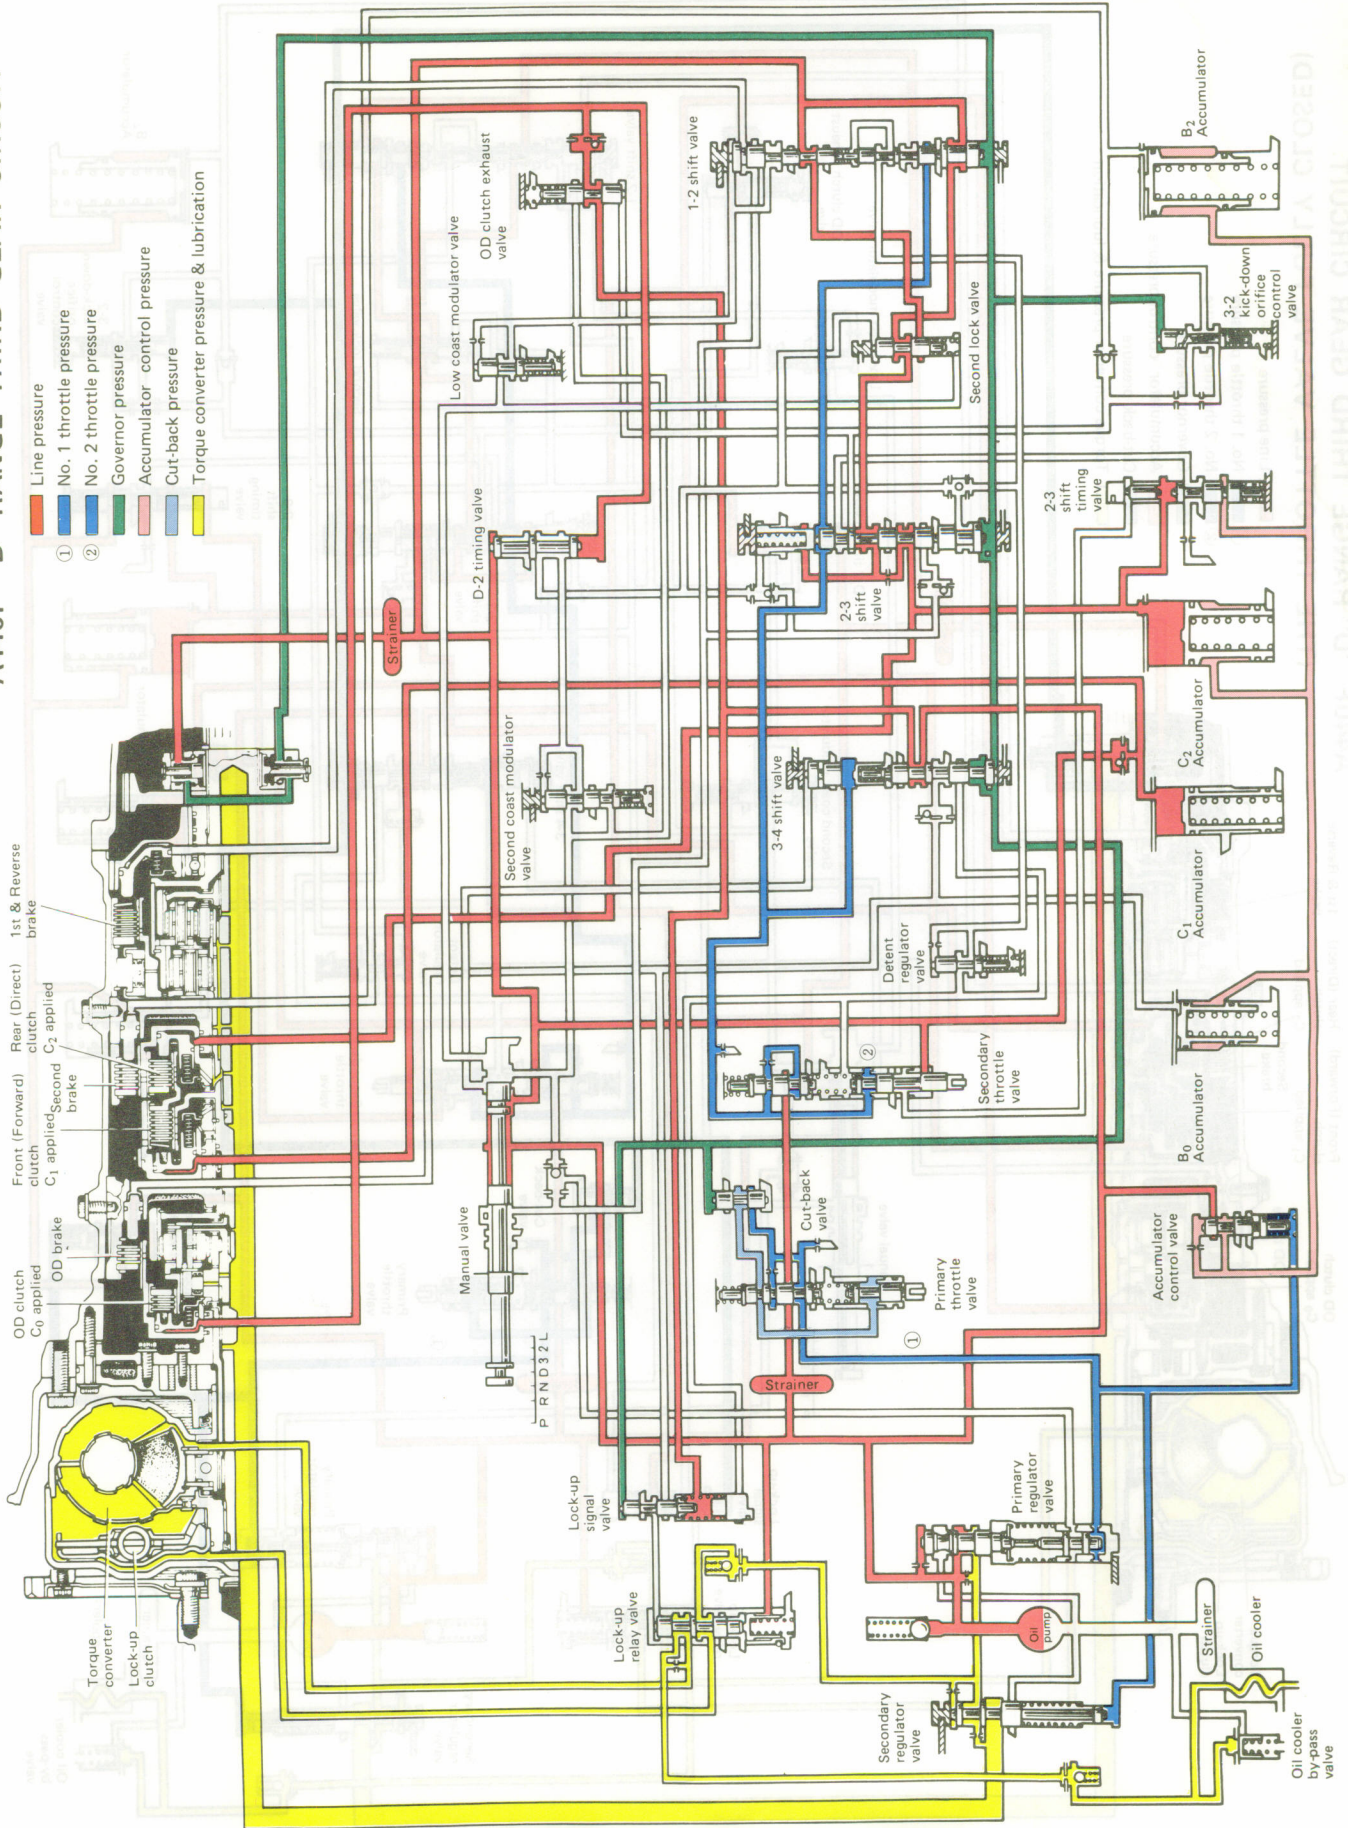 Line pressure
① No. 1 throttle pressure
② No. 2 throttle pressure
Governor pressure
Accumulator control pressure
Cut-back pressure
Torque converter pressure & lubrication
Torque
converter
Lock-up
clutch
OD clutch
C0 applied
OD brake
Front (Forward)
clutch
C1 applied
Second
brake
Rear (Direct)
clutch
C2 applied
1st & Reverse
brake
Strainer
Manual valve
P R N D 3 2 L
Second coast modulator
valve
D-2 timing valve
Low coast modulator valve
OD clutch exhaust
valve
Lock-up
relay valve
Lock-up
signal
valve
Strainer
Primary
throttle
valve
①
Cut-back
valve
Secondary
throttle
valve
②
Detent
regulator
valve
3-4 shift valve
2-3
shift
valve
Second lock valve
1-2 shift valve
Secondary
regulator
valve
Oil
pump
Primary
regulator
valve
Strainer
Oil cooler
Oil cooler
by-pass
valve
Accumulator
control valve
B0
Accumulator
C1
Accumulator
C2
Accumulator
2-3
shift
timing
valve
3-2
kick-down
orifice
control
valve
B2
Accumulator